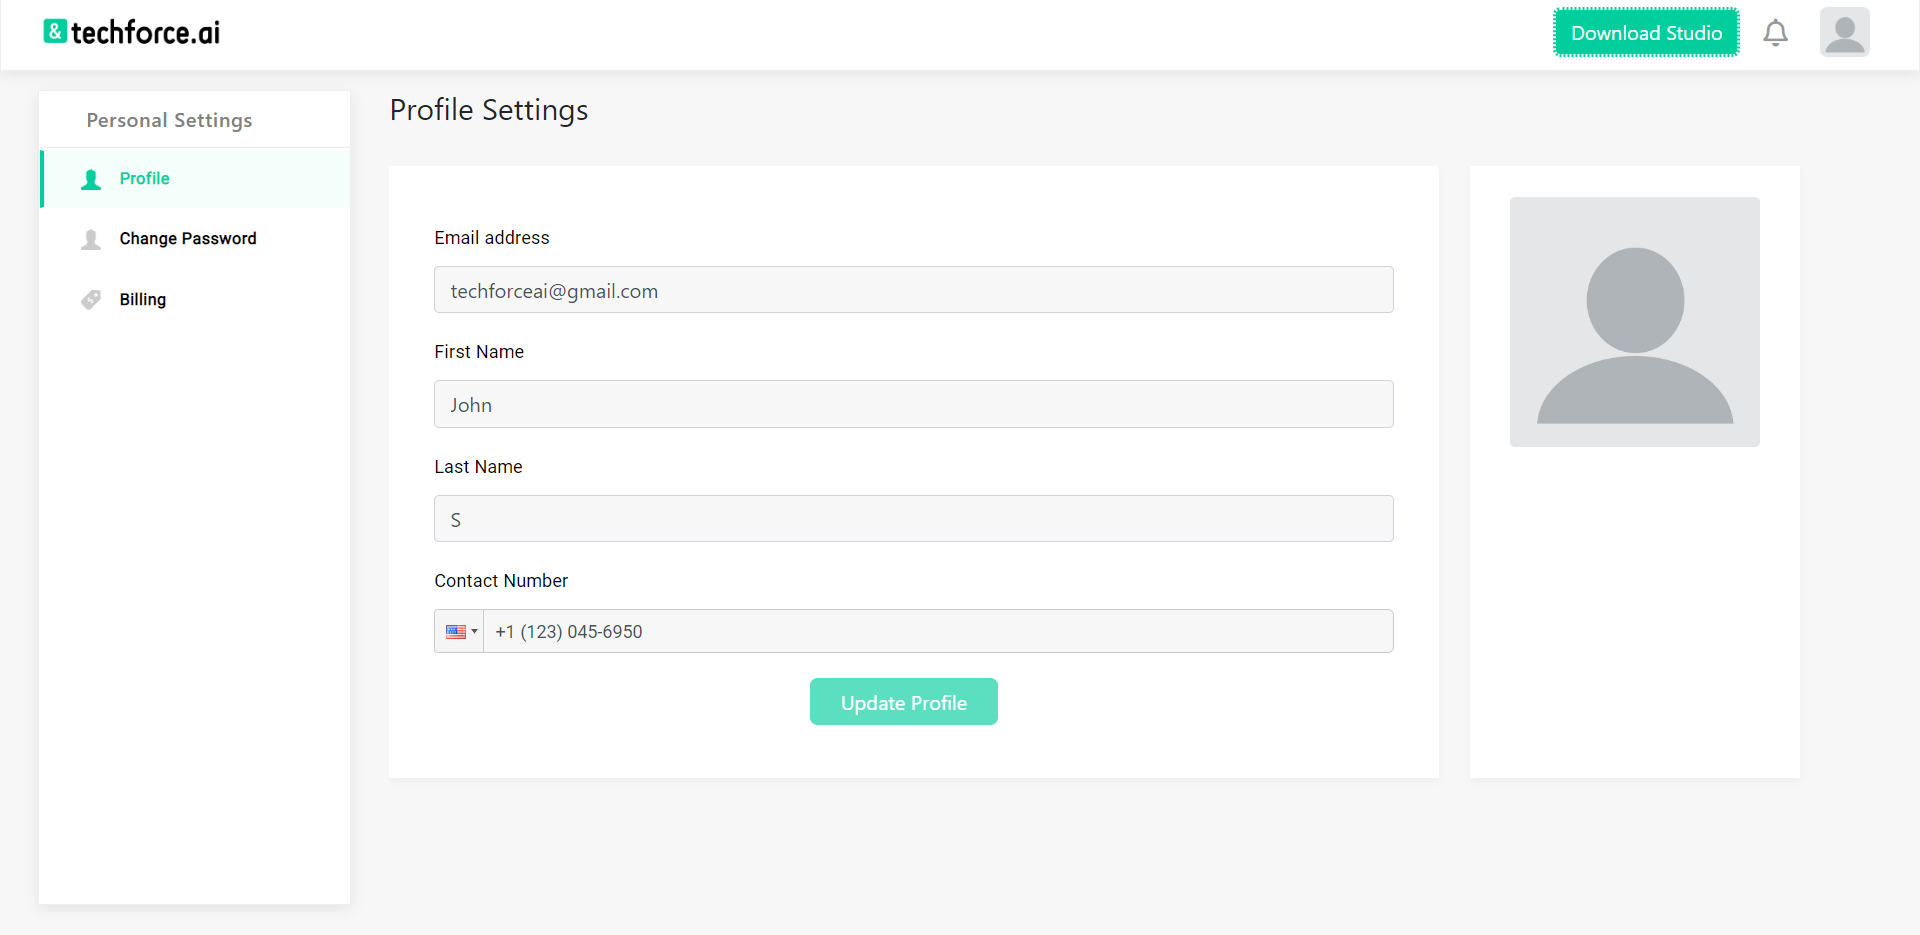 & techforce.ai
Download Studio
Personal Settings
Profile
Change Password
Billing
Profile Settings
Email address
techforceai@gmail.com
First Name
John
Last Name
S
Contact Number
+1 (123) 045-6950
Update Profile